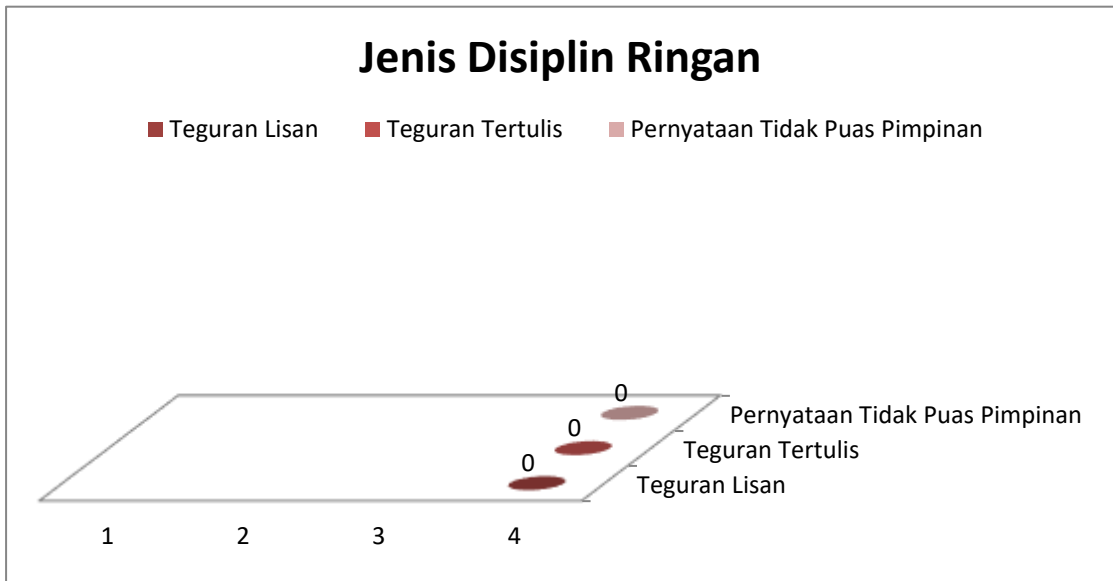 Jenis Disiplin Ringan
Teguran Lisan Teguran Tertulis Pernyataan Tidak Puas Pimpinan
0
Pernyataan Tidak Puas Pimpinan
0
Teguran Tertulis
0
Teguran Lisan
1 2 3 4